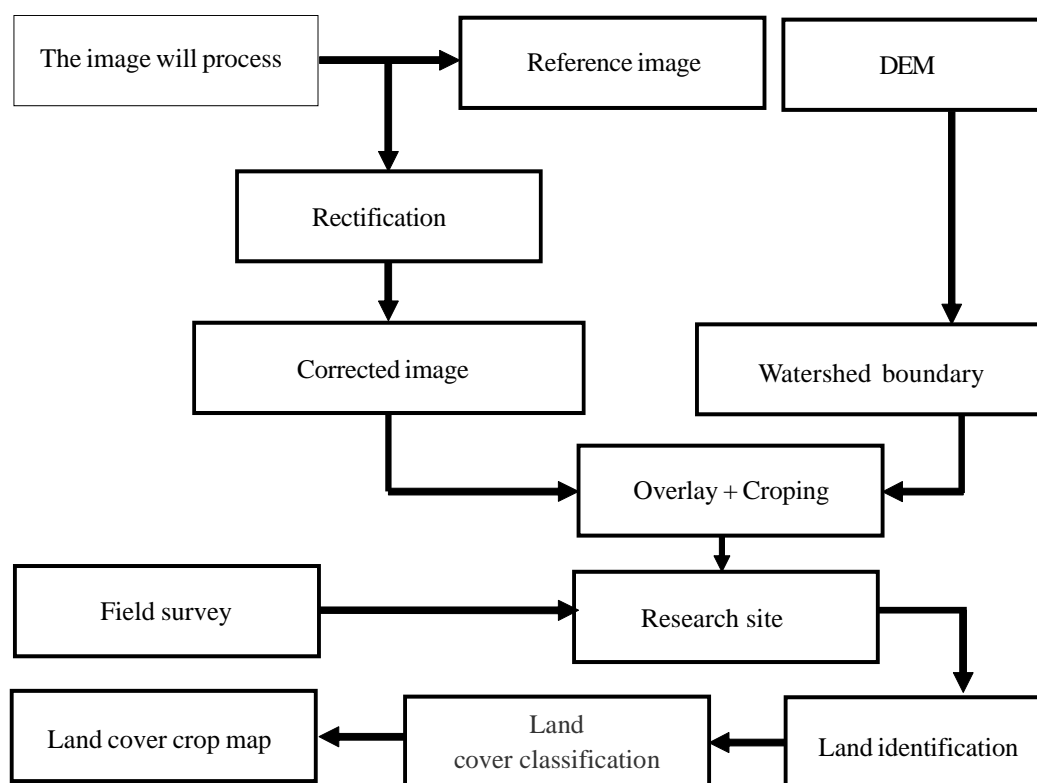 The image will process
Reference image
DEM
Rectification
Corrected image
Watershed boundary
Overlay + Croping
Field survey
Research site
Land cover crop map
Land
cover classification
Land identification